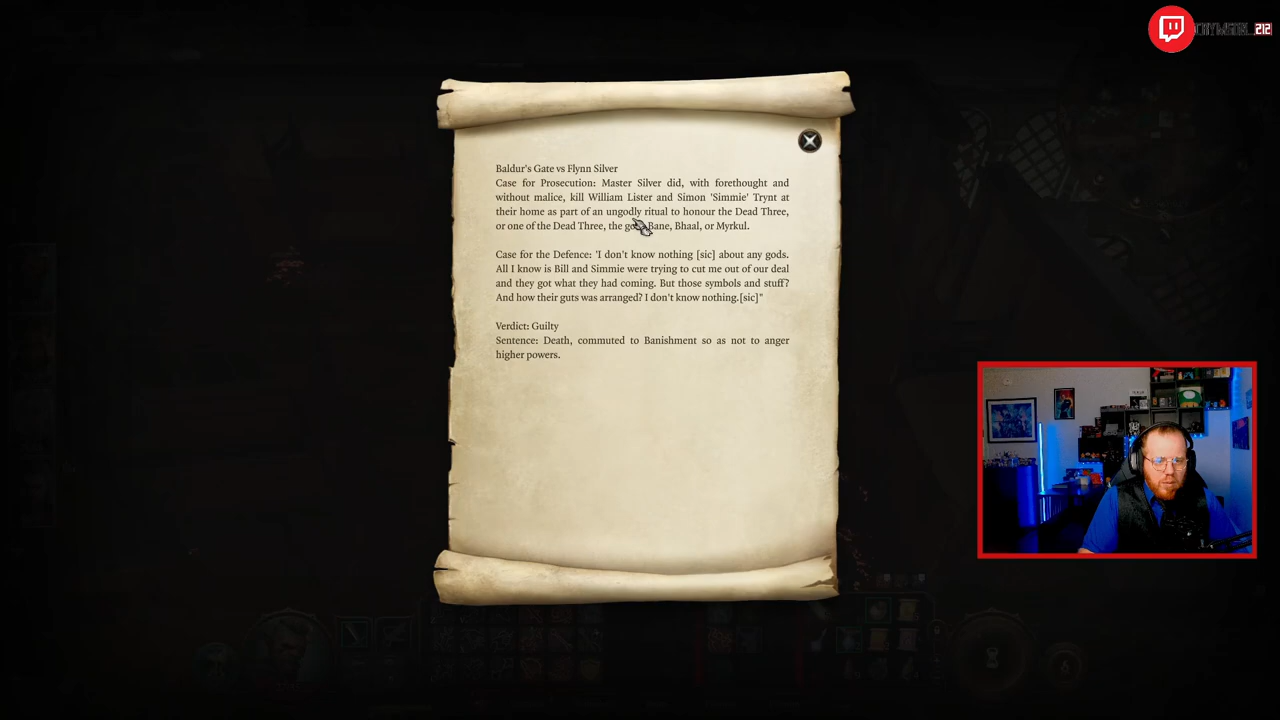 Baldur's Gate vs Flynn Silver
Case for Prosecution: Master Silver did, with forethought and
without malice, kill William Lister and Simon 'Simmie' Trynt at
their home as part of an ungodly ritual to honour the Dead Three,
or one of the Dead Three, the Bane, Bhaal, or Myrkul.
Case for the Defence: 'I don't know nothing [sic] about any gods.
All I know is Bill and Simmie were trying to cut me out of our deal
and they got what they had coming. But those symbols and stuff?
And how their guts was arranged? I don't know nothing.[sic]"
Verdict: Guilty
Sentence: Death, commuted to Banishment so as not to anger
higher powers.
212